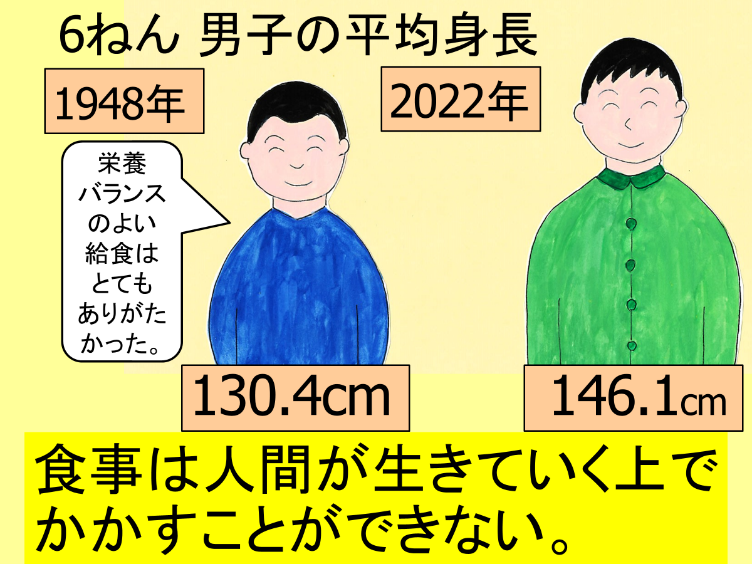 6ねん 男子の平均身長
1948年
2022年
栄養
バランス
のよい
給食は
とても
ありがた
かった。
130.4cm
146.1cm
食事は人間が生きていく上で
かかすことができない。